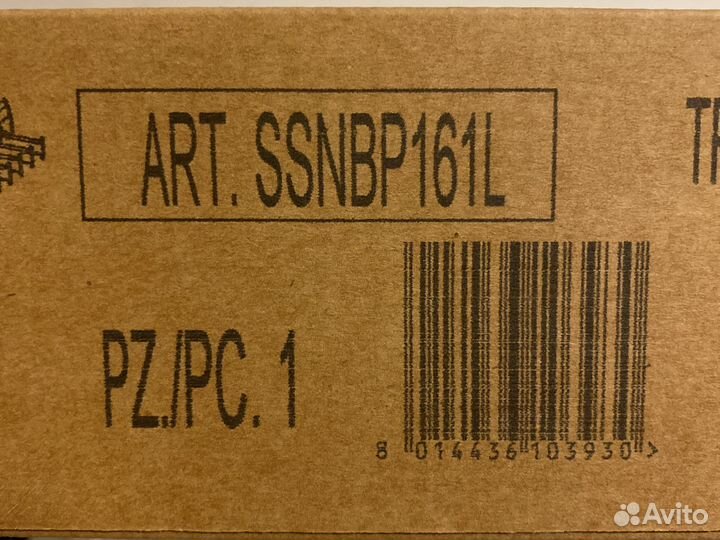 ART. SSNBP161L
PZ./PC. 1
8 014436 103930 >
Avito